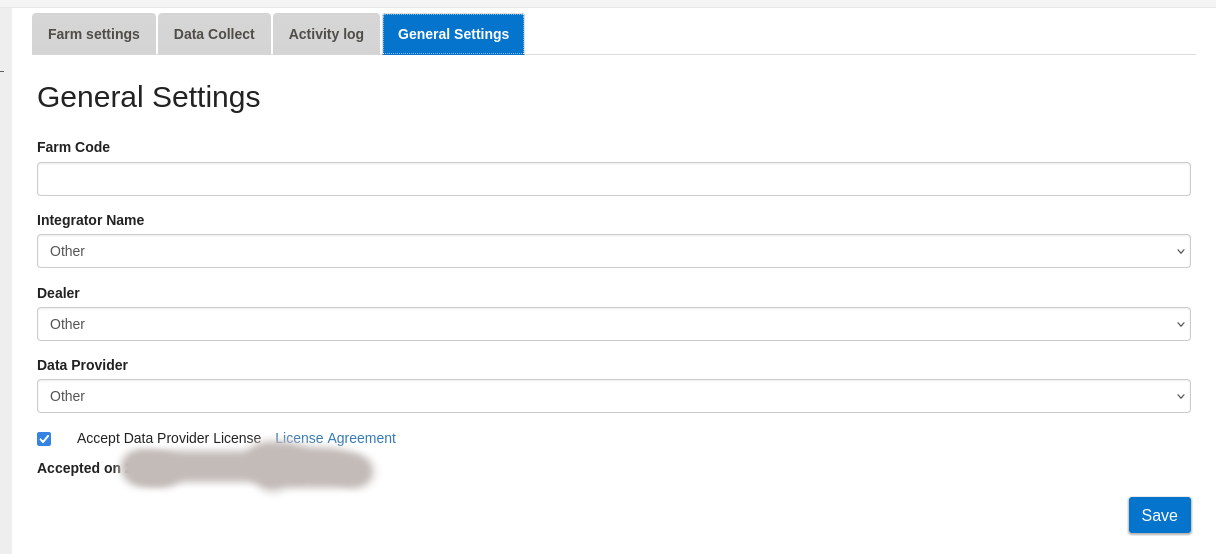 Farm settings Data Collect Activity log General Settings
General Settings
Farm Code
Integrator Name
Other
Dealer
Other
Data Provider
Other
Accept Data Provider License License Agreement
Accepted on
Save